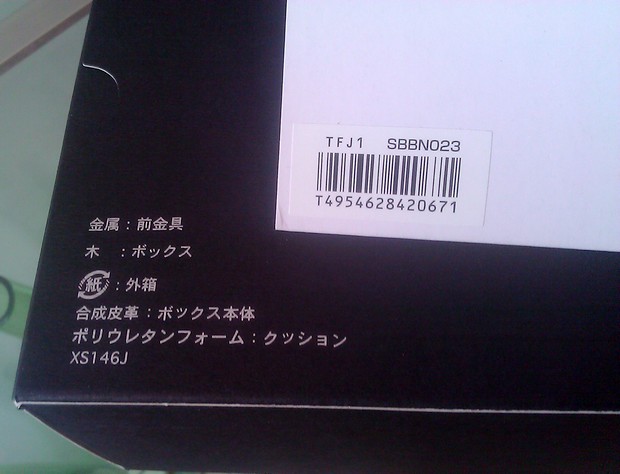 TFJ1 SBBN023
T4954628420671
金属：前金具
木　：ボックス
紙：外箱
合成皮革：ボックス本体
ポリウレタンフォーム：クッション
XS146J